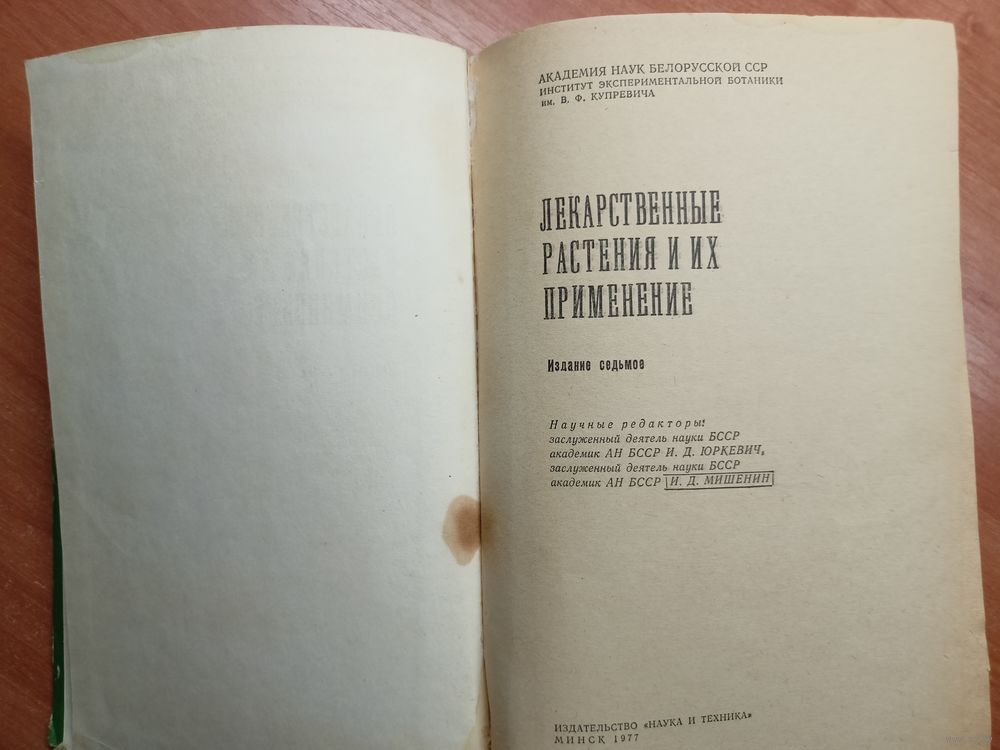 АКАДЕМИЯ НАУК БЕЛОРУССКОЙ ССР
ИНСТИТУТ ЭКСПЕРИМЕНТАЛЬНОЙ БОТАНИКИ
им. В. Ф. КУПРЕВИЧА
ЛЕКАРСТВЕННЫЕ
РАСТЕНИЯ И ИХ
ПРИМЕНЕНИЕ
Издание седьмое
Научные редакторы:
заслуженный деятель науки БССР
академик АН БССР И. Д. ЮРКЕВИЧ,
заслуженный деятель науки БССР
академик АН БССР И. Д. МИШЕНИН
ИЗДАТЕЛЬСТВО «НАУКА И ТЕХНИКА»
МИНСК 1977